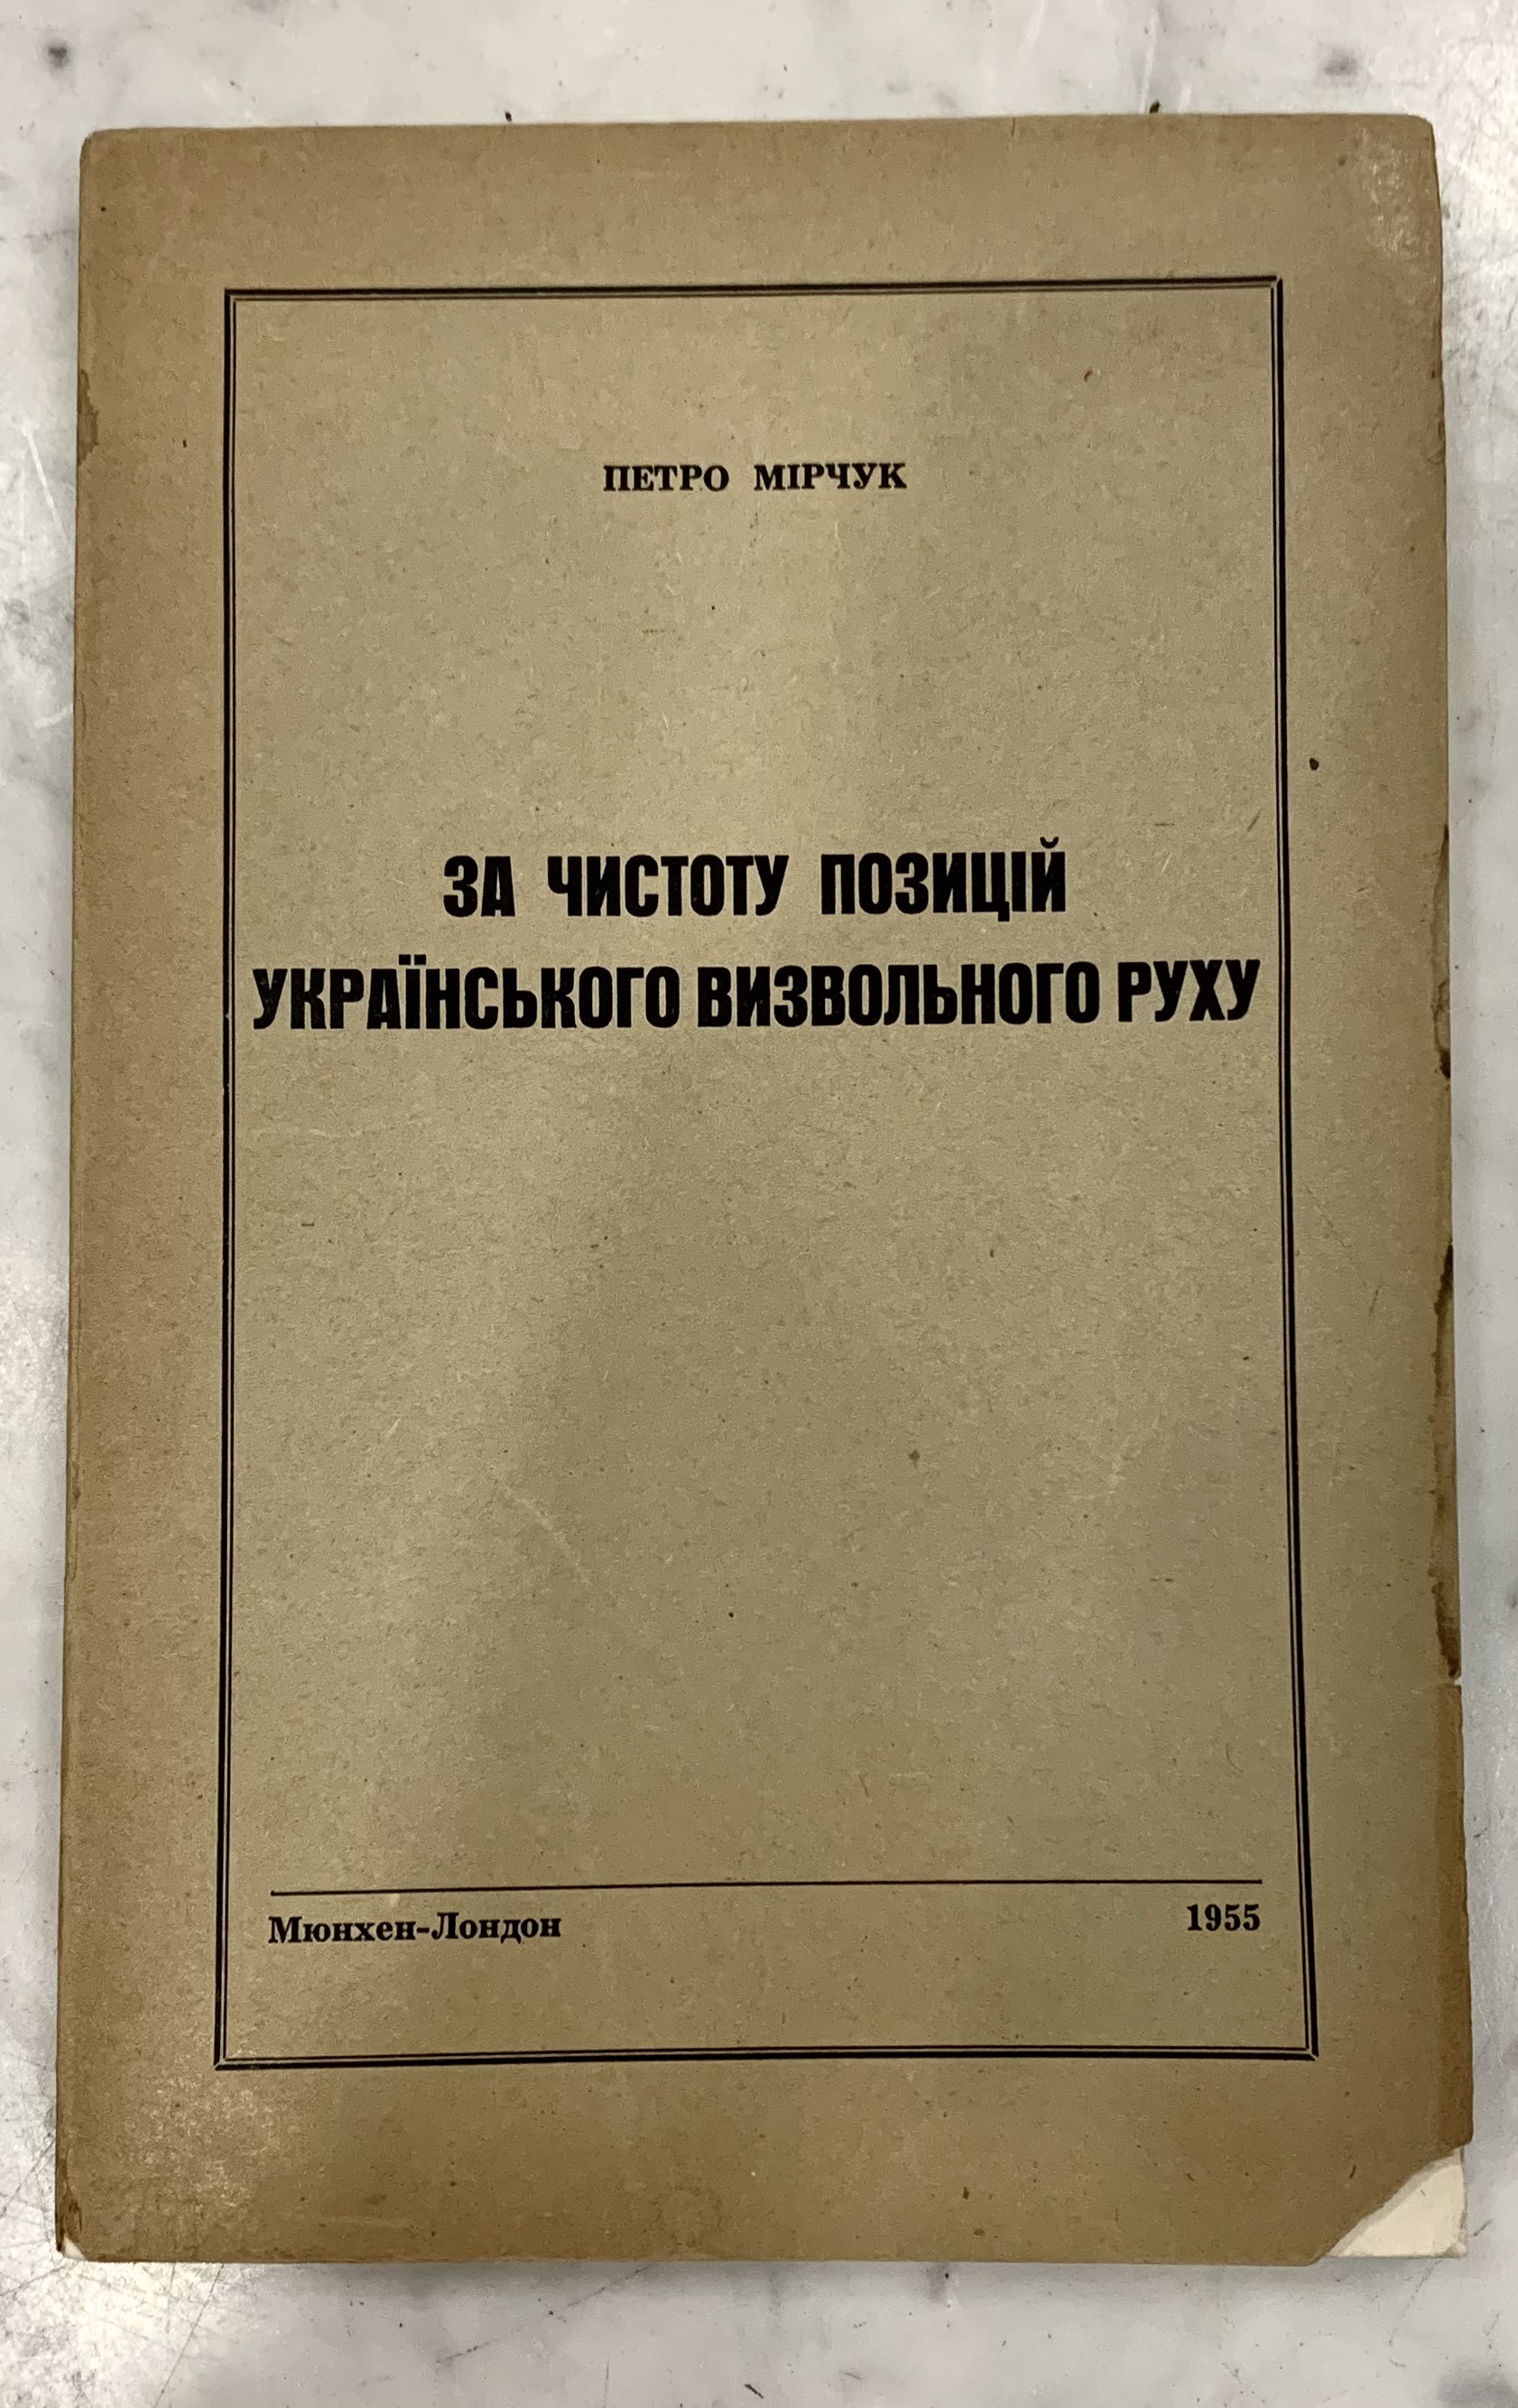 ПЕТРО МІРЧУК
ЗА ЧИСТОТУ ПОЗИЦІЙ
УКРАЇНСЬКОГО ВИЗВОЛЬНОГО РУХУ
Мюнхен-Лондон 1955